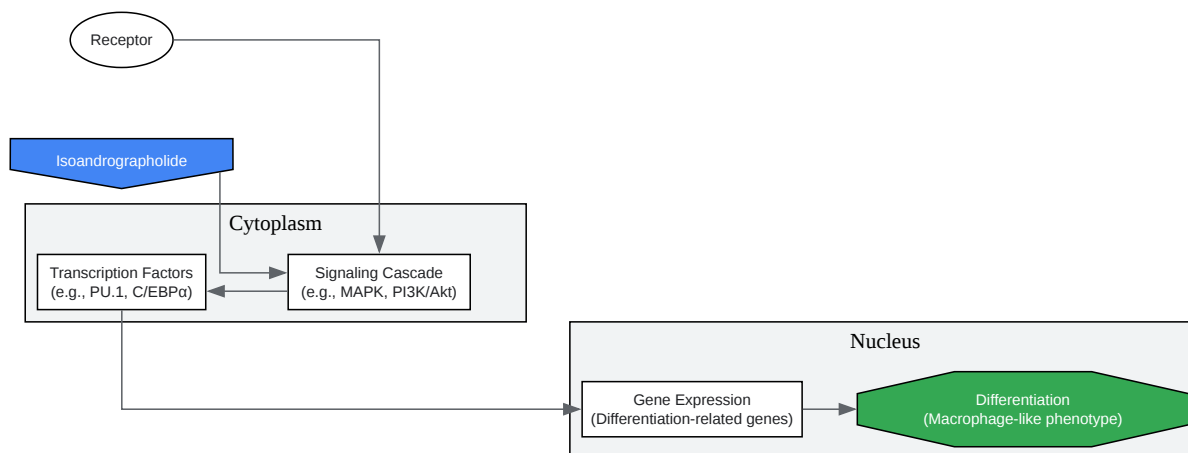 Receptor
Isoandrographolide
Cytoplasm
Transcription Factors
(e.g., PU.1, C/EBPα)
Signaling Cascade
(e.g., MAPK, PI3K/Akt)
Nucleus
Gene Expression
(Differentiation-related genes)
Differentiation
(Macrophage-like phenotype)